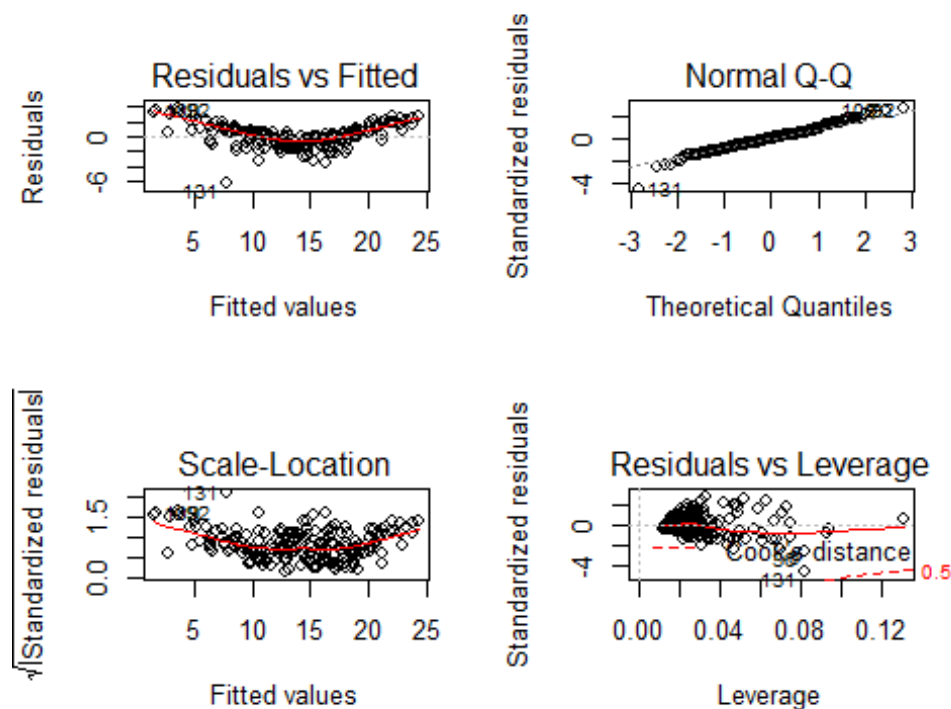 Residuals vs Fitted
Residuals
0
-6
131
5 10 15 20 25
Fitted values
Normal Q-Q
Standardized residuals
0
-4
131
-3 -2 -1 0 1 2 3
Theoretical Quantiles
Scale-Location
√|Standardized residuals|
1.5
0.0
131
5 10 15 20 25
Fitted values
Residuals vs Leverage
Standardized residuals
0
-4
Cook's distance
131
0.5
0.00 0.04 0.08 0.12
Leverage